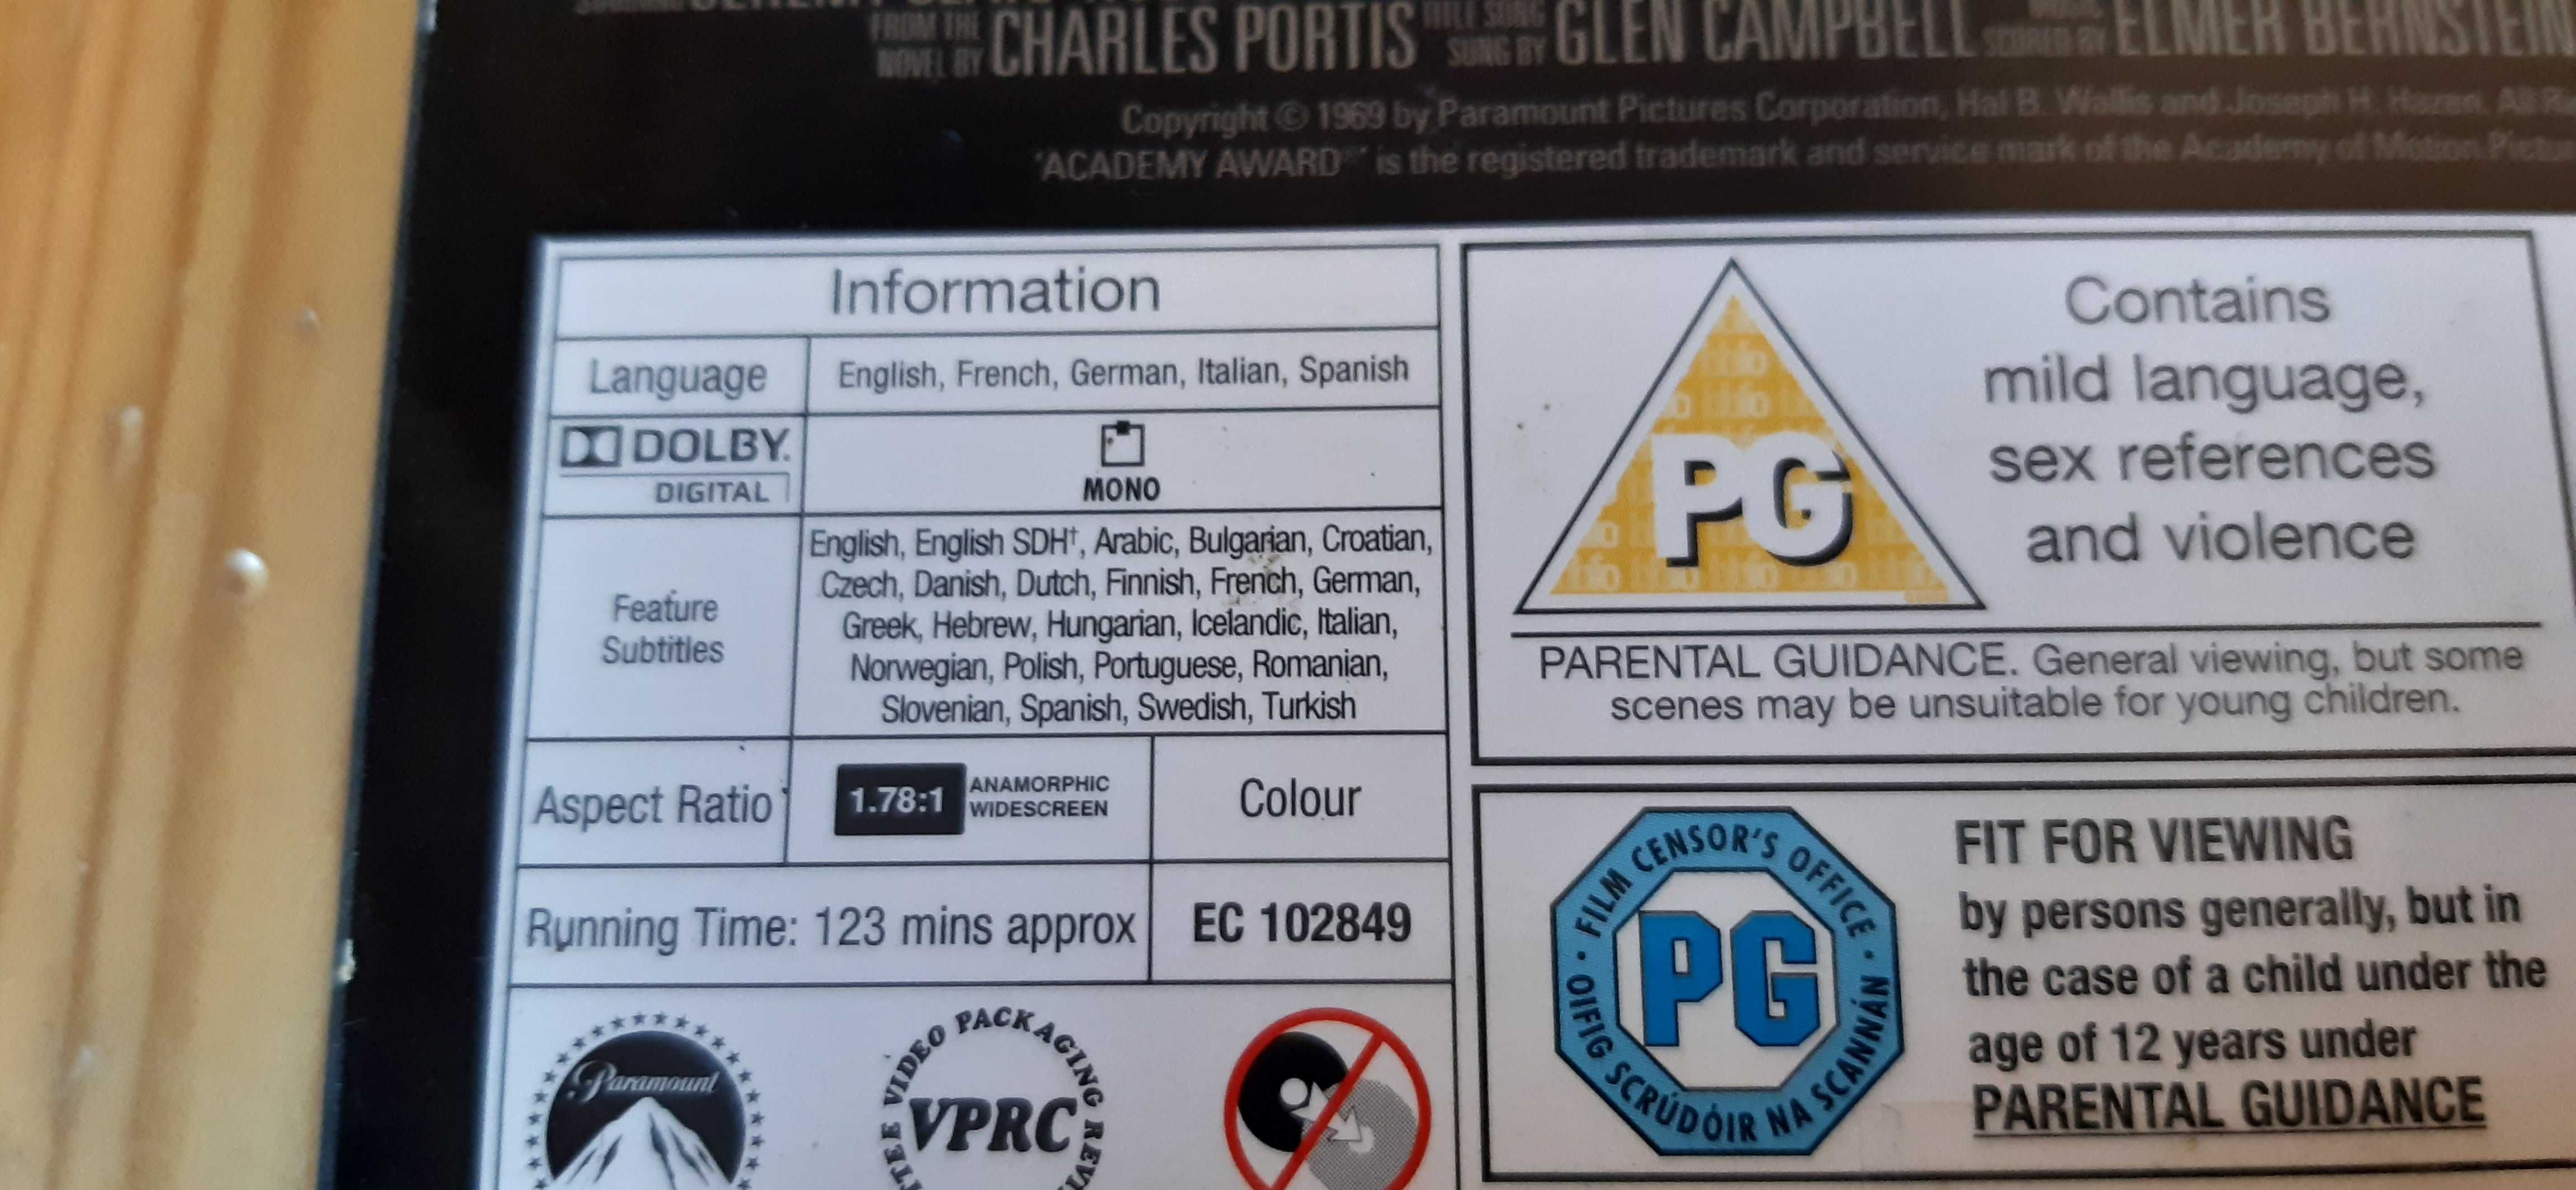 FROM THE
NOVEL BY CHARLES PORTIS TITLE SONG
SUNG BY GLEN CAMPBELL MUSIC
SCORED BY ELMER BERNSTEIN
Copyright © 1969 by Paramount Pictures Corporation, Hal B. Wallis and Joseph H. Hazen. All
'ACADEMY AWARD®' is the registered trademark and service mark of the Academy of Motion
Information
Language English, French, German, Italian, Spanish
DOLBY.
DIGITAL
MONO
Feature
Subtitles
English, English SDH†, Arabic, Bulgarian, Croatian,
Czech, Danish, Dutch, Finnish, French, German,
Greek, Hebrew, Hungarian, Icelandic, Italian,
Norwegian, Polish, Portuguese, Romanian,
Slovenian, Spanish, Swedish, Turkish
Aspect Ratio
1.78:1 ANAMORPHIC
WIDESCREEN
Colour
Running Time: 123 mins approx EC 102849
Paramount
VIDEO PACKAGING
VPRC
PG
Contains
mild language,
sex references
and violence
PARENTAL GUIDANCE. General viewing, but some
scenes may be unsuitable for young children.
FILM CENSOR'S OFFICE
PG
OIFIG SCRÚDÓIR NA SCANNÁN
FIT FOR VIEWING
by persons generally, but in
the case of a child under the
age of 12 years under
PARENTAL GUIDANCE